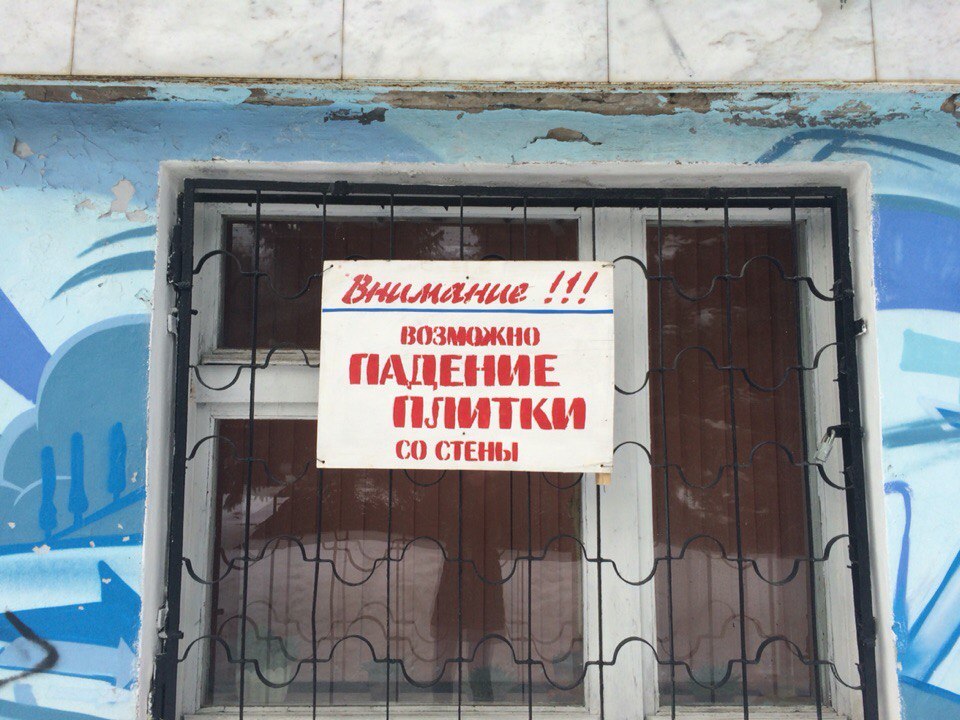 Внимание !!!
ВОЗМОЖНО
ПАДЕНИЕ
ПЛИТКИ
СО СТЕНЫ